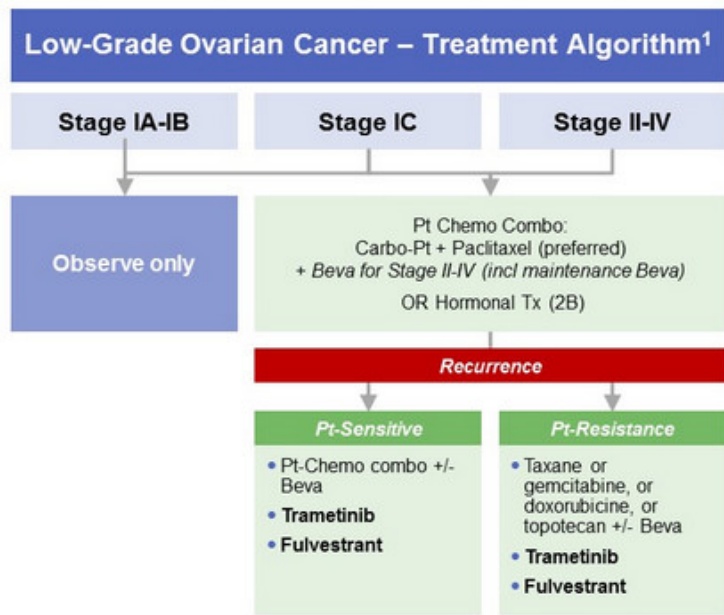 Low-Grade Ovarian Cancer – Treatment Algorithm¹
Stage IA-IB
Stage IC
Stage II-IV
Observe only
Pt Chemo Combo:
Carbo-Pt + Paclitaxel (preferred)
+ Beva for Stage II-IV (incl maintenance Beva)
OR Hormonal Tx (2B)
Recurrence
Pt-Sensitive
• Pt-Chemo combo +/-
Beva
• Trametinib
• Fulvestrant
Pt-Resistance
• Taxane or
gemcitabine, or
doxorubicine, or
topotecan +/- Beva
• Trametinib
• Fulvestrant